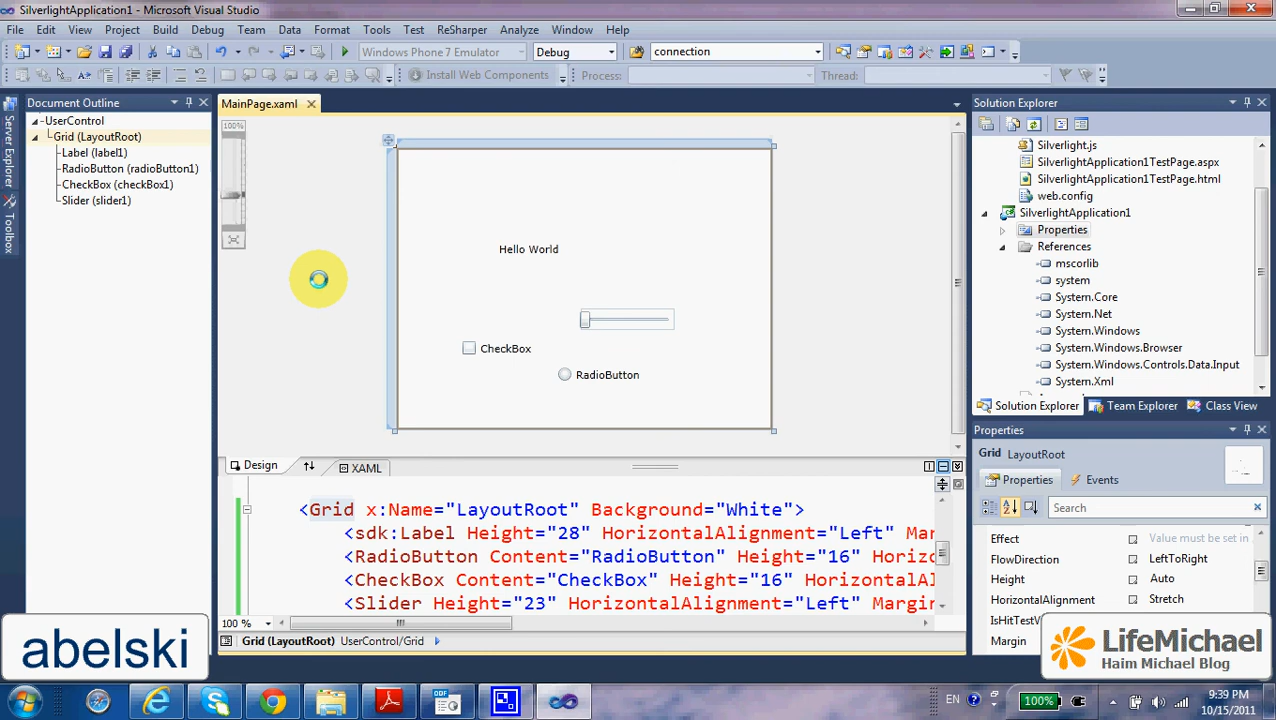 SilverlightApplication1 - Microsoft Visual Studio
File Edit View Project Build Debug Team Data Format Tools Test ReSharper Analyze Window Help
Windows Phone 7 Emulator Debug connection
Install Web Components Process: Thread:
Server Explorer
Toolbox
Document Outline
UserControl
Grid (LayoutRoot)
Label (label1)
RadioButton (radioButton1)
CheckBox (checkBox1)
Slider (slider1)
MainPage.xaml
100%
Hello World
CheckBox
RadioButton
Design XAML
<Grid x:Name="LayoutRoot" Background="White">
<sdk:Label Height="28" HorizontalAlignment="Left" Mar
<RadioButton Content="RadioButton" Height="16" Horizo
<CheckBox Content="CheckBox" Height="16" HorizontalAl
<Slider Height="23" HorizontalAlignment="Left" Margin
100 %
Grid (LayoutRoot) UserControl/Grid
Solution Explorer
Silverlight.js
SilverlightApplication1TestPage.aspx
SilverlightApplication1TestPage.html
web.config
SilverlightApplication1
Properties
References
mscorlib
system
System.Core
System.Net
System.Windows
System.Windows.Browser
System.Windows.Controls.Data.Input
System.Xml
Solution Explorer Team Explorer Class View
Properties
Grid LayoutRoot
Properties Events
Search
Effect Value must be set in
FlowDirection LeftToRight
Height Auto
HorizontalAlignment Stretch
IsHitTestV
Margin
abelski
LifeMichael
Haim Michael Blog
EN 100% 9:39 PM
10/15/2011